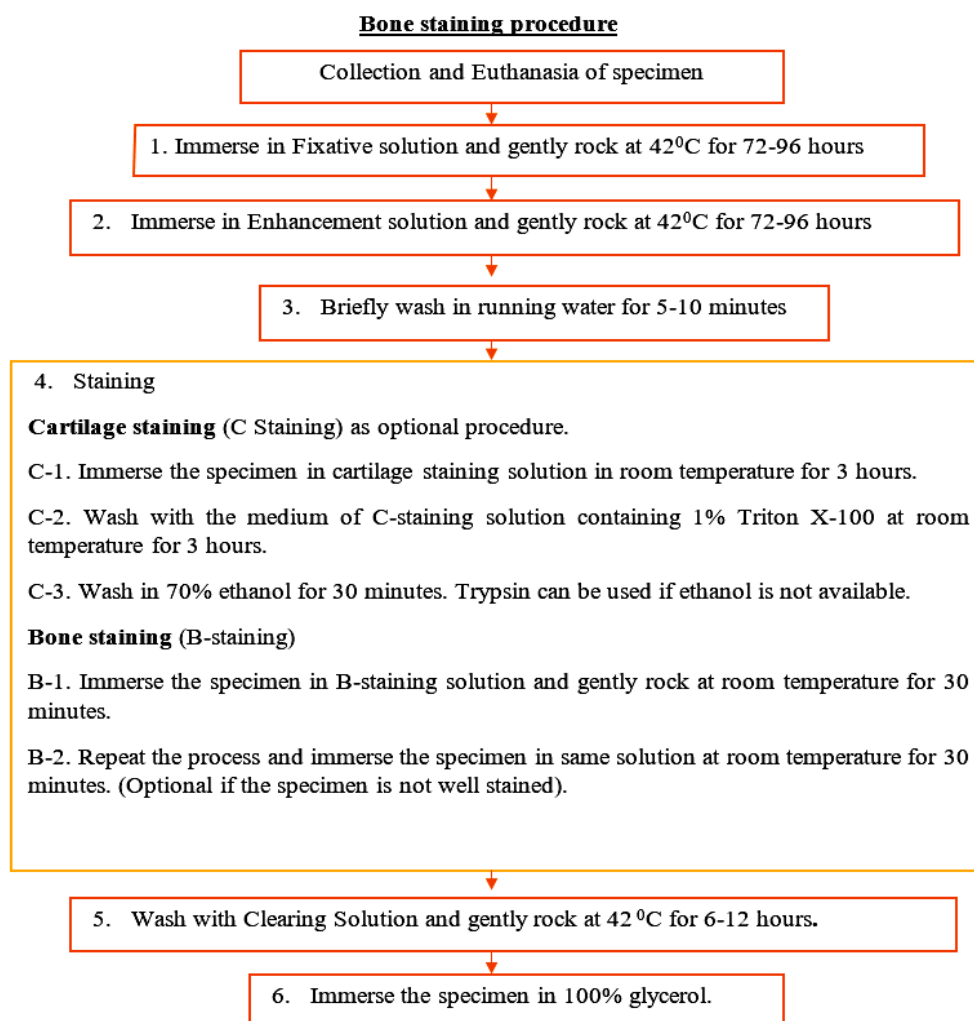 Bone staining procedure
Collection and Euthanasia of specimen
1. Immerse in Fixative solution and gently rock at 42⁰C for 72-96 hours
2. Immerse in Enhancement solution and gently rock at 42⁰C for 72-96 hours
3. Briefly wash in running water for 5-10 minutes
4. Staining
Cartilage staining (C Staining) as optional procedure.
C-1. Immerse the specimen in cartilage staining solution in room temperature for 3 hours.
C-2. Wash with the medium of C-staining solution containing 1% Triton X-100 at room
temperature for 3 hours.
C-3. Wash in 70% ethanol for 30 minutes. Trypsin can be used if ethanol is not available.
Bone staining (B-staining)
B-1. Immerse the specimen in B-staining solution and gently rock at room temperature for 30
minutes.
B-2. Repeat the process and immerse the specimen in same solution at room temperature for 30
minutes. (Optional if the specimen is not well stained).
5. Wash with Clearing Solution and gently rock at 42 ⁰C for 6-12 hours.
6. Immerse the specimen in 100% glycerol.